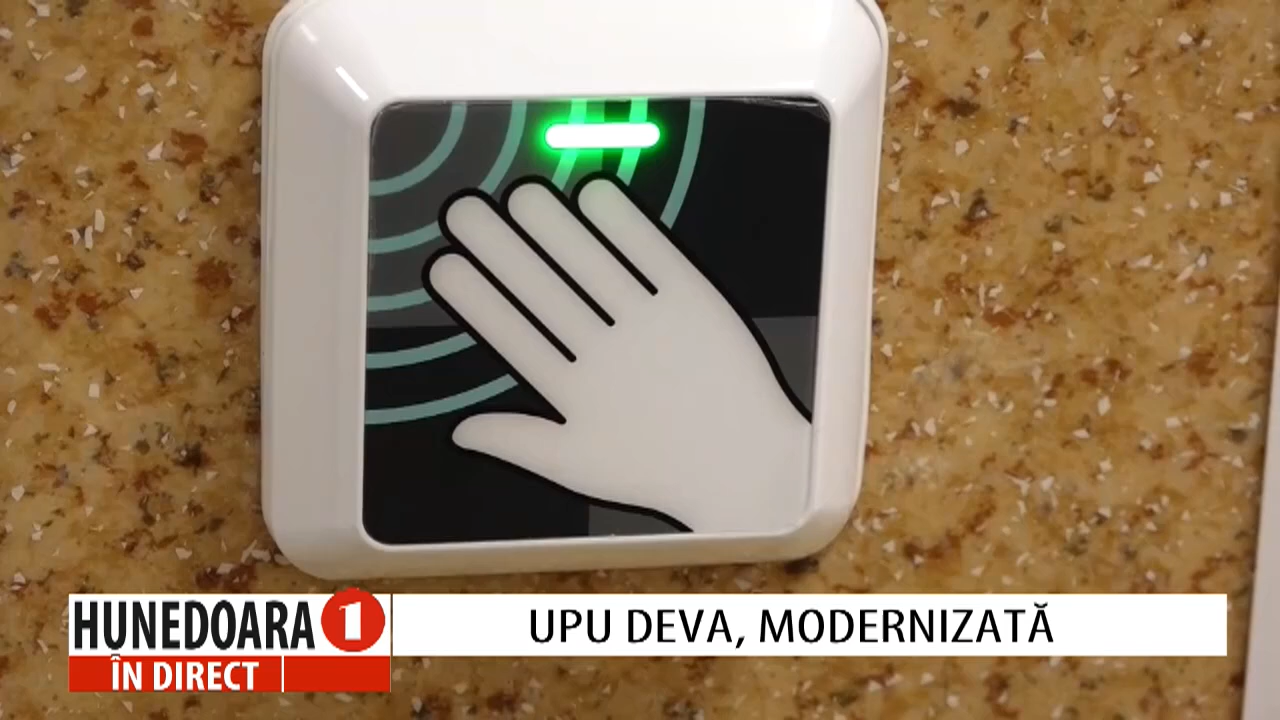 HUNEDOARA 1
ÎN DIRECT
UPU DEVA, MODERNIZATĂ